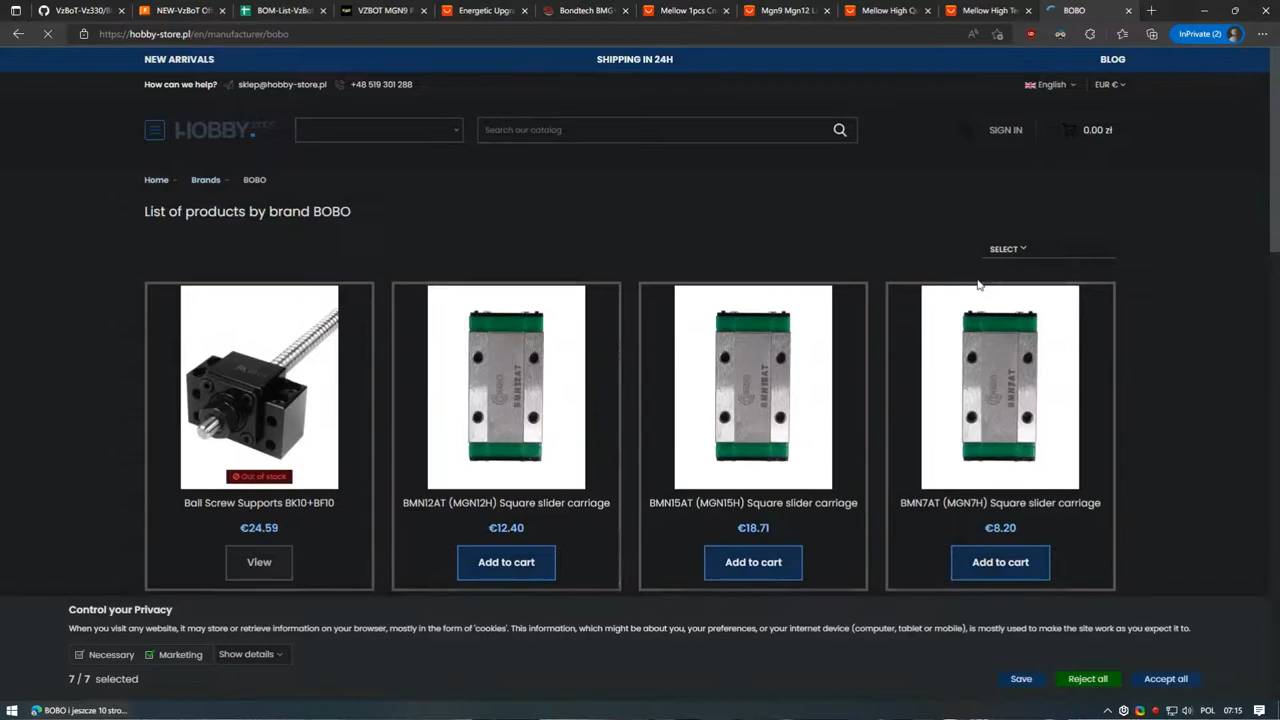 VzBoT-Vz330/
NEW-VzBoT Of
BOM-List-VzBot
VZBOT MGN9 F
Energetic Upgra
Bondtech BMG
Mellow 1pcs Cn
Mgn9 Mgn12 L
Mellow High Q
Mellow High Te
BOBO
https://hobby-store.pl/en/manufacturer/bobo
InPrivate (2)
NEW ARRIVALS
SHIPPING IN 24H
BLOG
How can we help?
sklep@hobby-store.pl
+48 519 301 288
English
EUR €
HOBBY
Search our catalog
SIGN IN
0.00 zł
Home
Brands
BOBO
List of products by brand BOBO
SELECT
BMN12AT
BMN15AT
BMN7AT
Out of stock
Ball Screw Supports BK10+BF10
BMN12AT (MGN12H) Square slider carriage
BMN15AT (MGN15H) Square slider carriage
BMN7AT (MGN7H) Square slider carriage
€24.59
€12.40
€18.71
€8.20
View
Add to cart
Add to cart
Add to cart
Control your Privacy
When you visit any website, it may store or retrieve information on your browser, mostly in the form of 'cookies'. This information, which might be about you, your preferences, or your internet device (computer, tablet or mobile), is mostly used to make the site work as you expect it to.
Necessary
Marketing
Show details
7 / 7 selected
Save
Reject all
Accept all
BOBO i jeszcze 10 stro...
POL
07:15